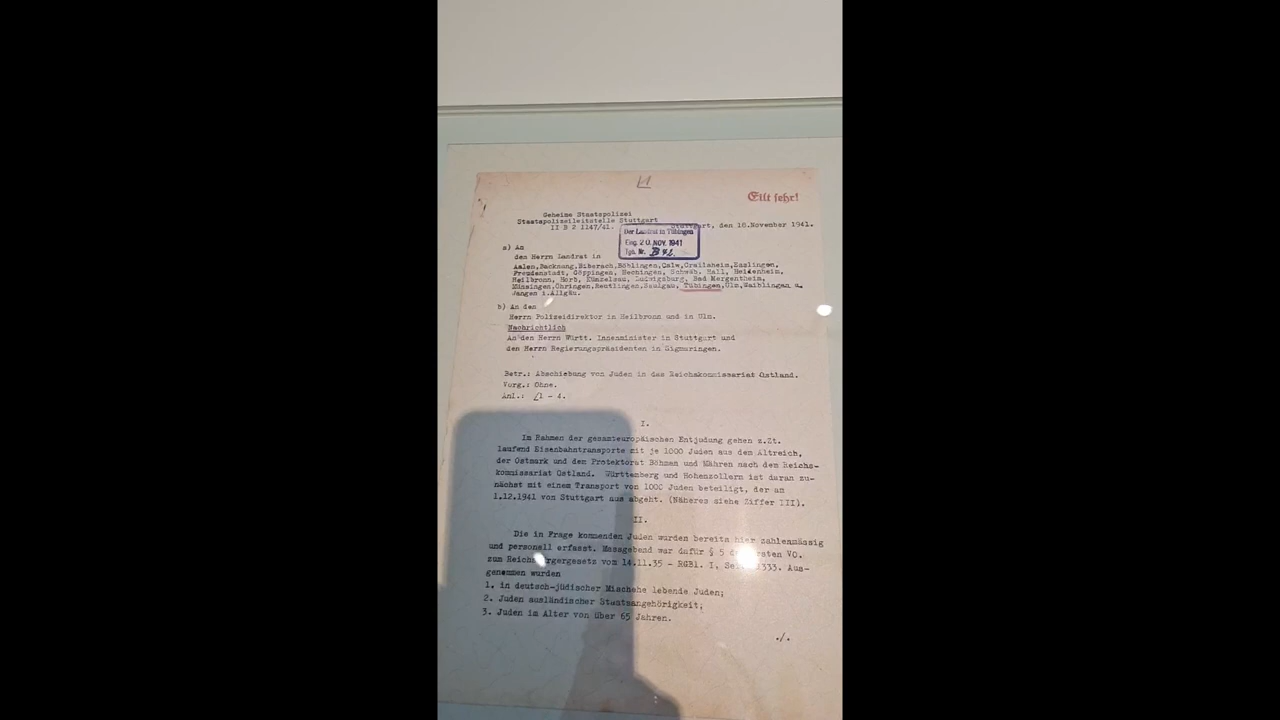 Eilt sehr!
Geheime Staatspolizei
Staatspolizeileitstelle Stuttgart
II B 2 1147/41.
Stuttgart, den 18.November 1941.
Der Landrat in Tübingen
Eing. 20. NOV. 1941
Tgb. Nr.
a) An
den Herrn Landrat in
Aalen,Backnang,Biberach,Böblingen,Calw,Crailsheim,Esslingen,
Freudenstadt, Göppingen, Hechingen, Schwäb. Hall, Heidenheim,
Heilbronn, Horb, Künzelsau, Ludwigsburg, Bad Mergentheim,
Münsingen,Öhringen,Reutlingen,Saulgau, Tübingen,Ulm,Waiblingen u.
Wangen i.Allgäu.
b) An den
Herrn Polizeidirektor in Heilbronn und in Ulm.
Nachrichtlich
An den Herrn Württ. Innenminister in Stuttgart und
den Herrn Regierungspräsidenten in Sigmaringen.
Betr.: Abschiebung von Juden in das Reichskommissariat Ostland.
Vorg.: Ohne.
Anl.: 1 - 4.
I.
Im Rahmen der gesamteuropäischen Entjudung gehen z.Zt.
laufend Eisenbahntransporte mit je 1000 Juden aus dem Altreich,
der Ostmark und dem Protektorat Böhmen und Mähren nach dem Reichs-
kommissariat Ostland. Württemberg und Hohenzollern ist daran zu-
nächst mit einem Transport von 1000 Juden beteiligt, der am
1.12.1941 von Stuttgart aus abgeht. (Näheres siehe Ziffer III).
II.
Die in Frage kommenden Juden wurden bereits hier zahlenmässig
und personell erfasst. Massgebend war dafür § 5 der ersten VO.
zum Reichsbürgergesetz vom 14.11.35 - RGBl. I, Seite 1333. Aus-
genommen wurden
1. in deutsch-jüdischer Mischehe lebende Juden;
2. Juden ausländischer Staatsangehörigkeit;
3. Juden im Alter von über 65 Jahren.
./.